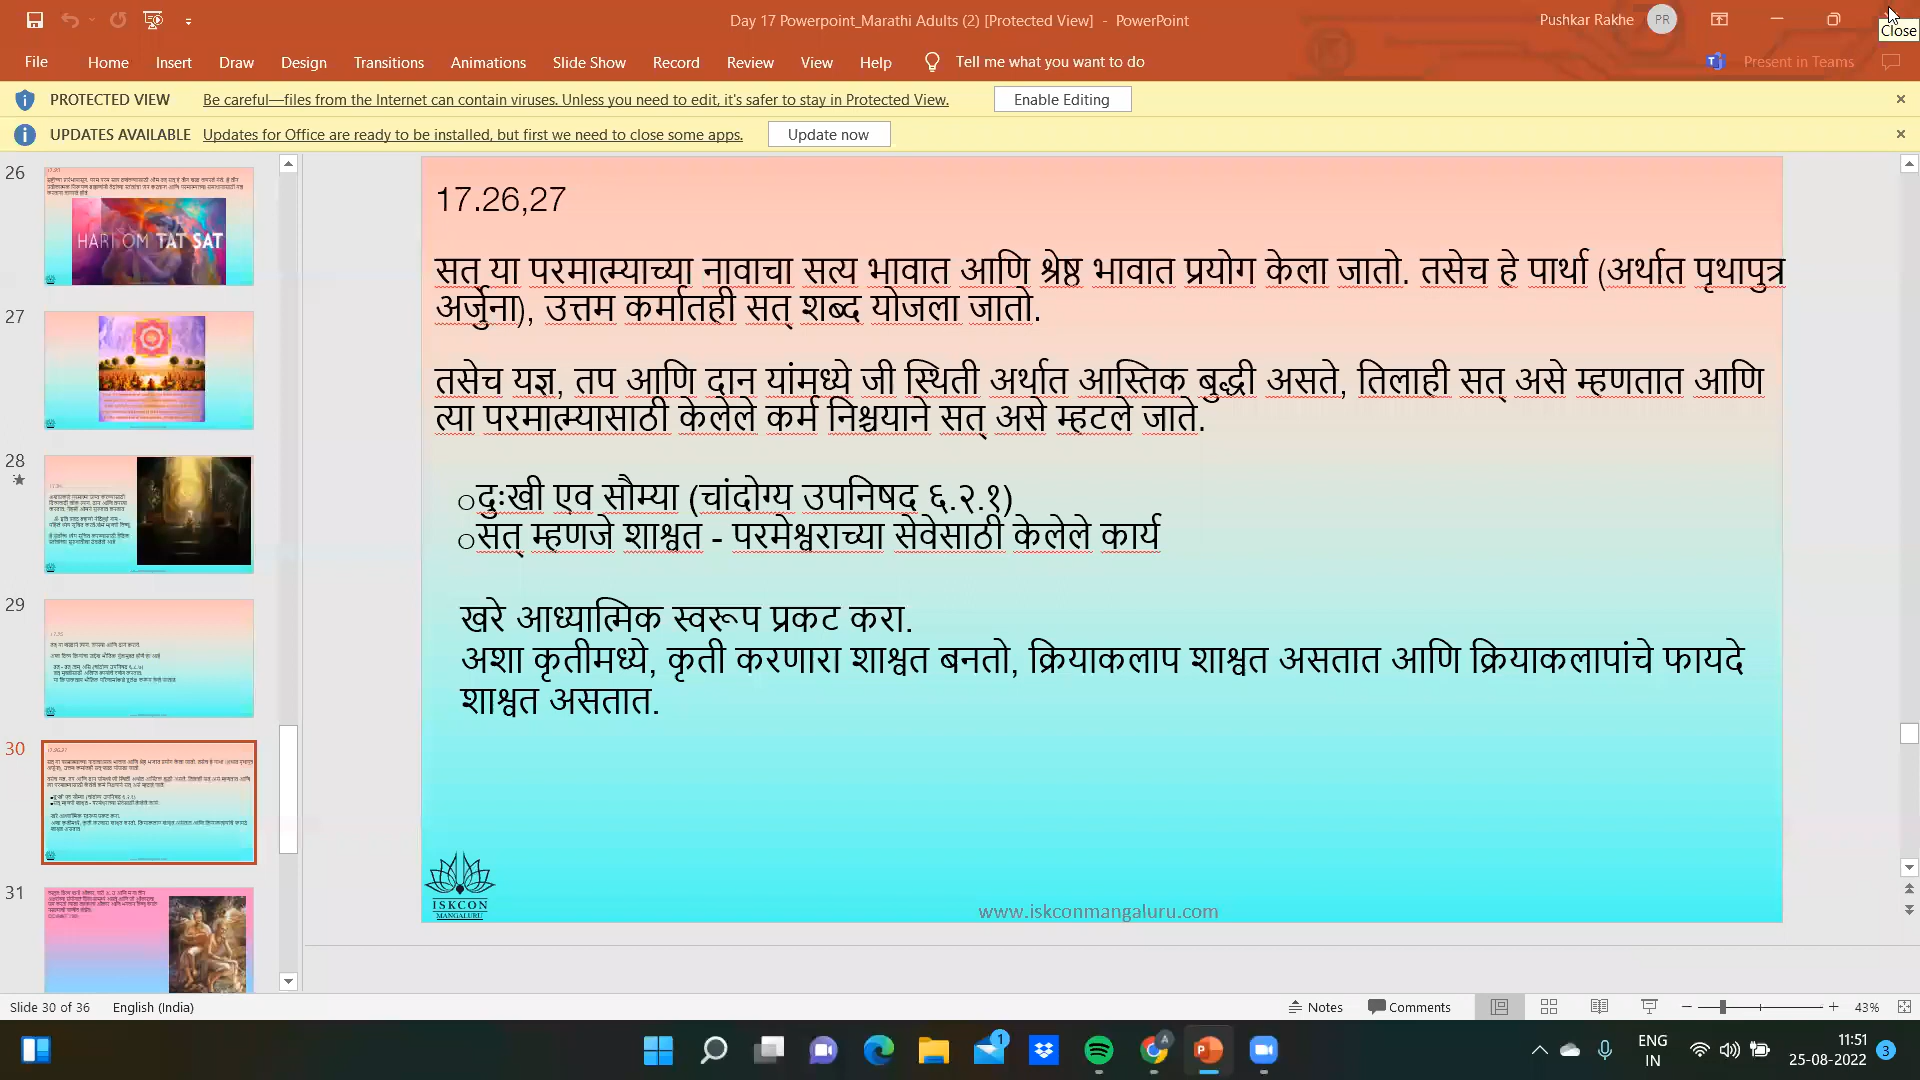 Day 17 Powerpoint_Marathi Adults (2) [Protected View] - PowerPoint
Pushkar Rakhe
PR
Close
File Home Insert Draw Design Transitions Animations Slide Show Record Review View Help Tell me what you want to do
Present in Teams
PROTECTED VIEW Be careful—files from the Internet can contain viruses. Unless you need to edit, it's safer to stay in Protected View. Enable Editing
UPDATES AVAILABLE Updates for Office are ready to be installed, but first we need to close some apps. Update now
26
HARI OM TAT SAT
27
28
29
30
31
17.26,27
सत् या परमात्म्याच्या नावाचा सत्य भावात आणि श्रेष्ठ भावात प्रयोग केला जातो. तसेच हे पार्था (अर्थात पृथापुत्र
अर्जुना), उत्तम कर्मातही सत् शब्द योजला जातो.
तसेच यज्ञ, तप आणि दान यांमध्ये जी स्थिती अर्थात आस्तिक बुद्धी असते, तिलाही सत् असे म्हणतात आणि
त्या परमात्म्यासाठी केलेले कर्म निश्चयाने सत् असे म्हटले जाते.
○दुःखी एव सौम्या (चांदोग्य उपनिषद ६.२.१)
○सत् म्हणजे शाश्वत - परमेश्वराच्या सेवेसाठी केलेले कार्य
खरे आध्यात्मिक स्वरूप प्रकट करा.
अशा कृतीमध्ये, कृती करणारा शाश्वत बनतो, क्रियाकलाप शाश्वत असतात आणि क्रियाकलापांचे फायदे
शाश्वत असतात.
ISKCON
MANGALURU
www.iskconmangaluru.com
Slide 30 of 36 English (India)
Notes Comments 43%
1
A
ENG
IN
11:51
25-08-2022
3